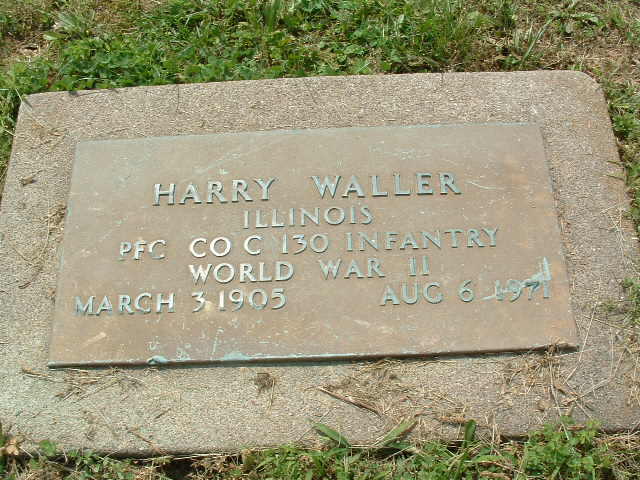 HARRY WALLER
ILLINOIS
PFC CO C 130 INFANTRY
WORLD WAR II
MARCH 3 1905 AUG 6 1971